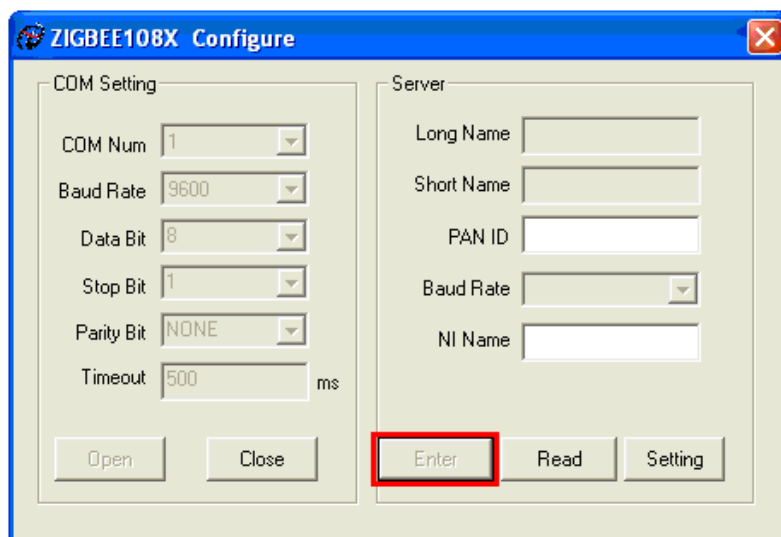 ZIGBEE108X Configure
COM Setting
COM Num 1
Baud Rate 9600
Data Bit 8
Stop Bit 1
Parity Bit NONE
Timeout 500 ms
Open Close
Server
Long Name
Short Name
PAN ID
Baud Rate
NI Name
Enter Read Setting